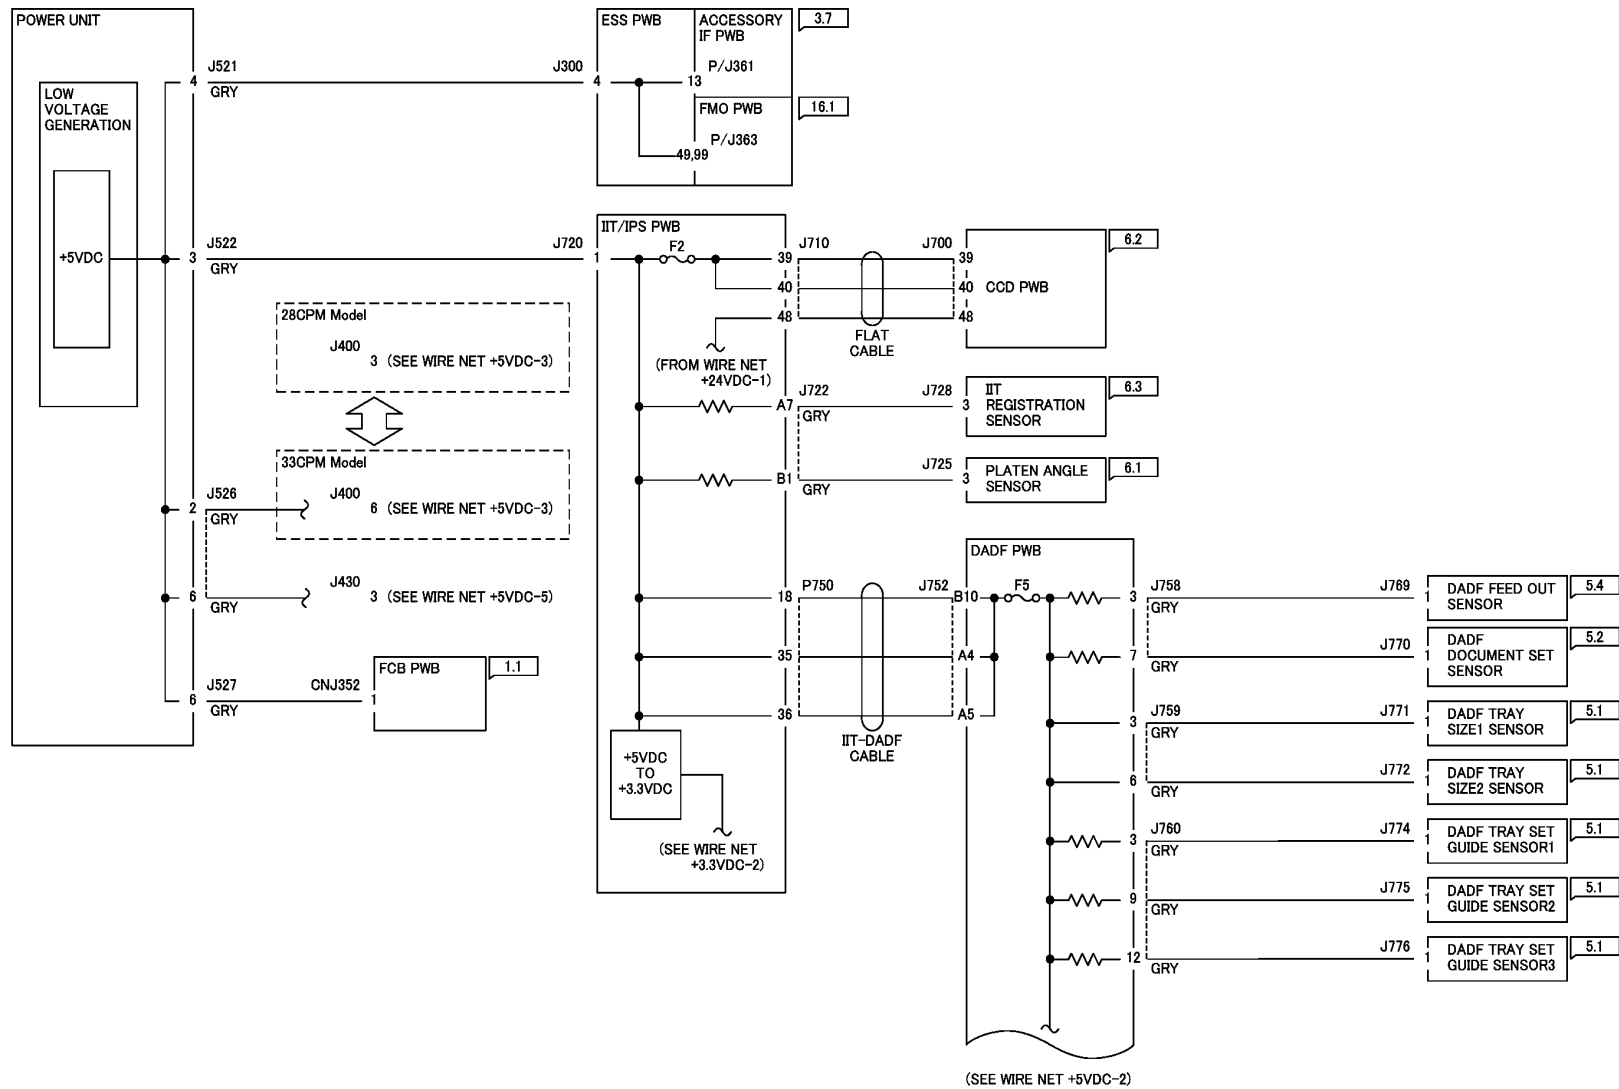 POWER UNIT
LOW
VOLTAGE
GENERATION
+5VDC
4
J521
GRY
J300
4
ESS PWB
ACCESSORY
IF PWB
3.7
P/J361
13
FMO PWB
16.1
P/J363
49,99
3
J522
GRY
J720
1
IIT/IPS PWB
F2
39
J710
J700
39
40
40
CCD PWB
6.2
48
48
FLAT
CABLE
(FROM WIRE NET
+24VDC-1)
28CPM Model
J400
3 (SEE WIRE NET +5VDC-3)
A7
J722
GRY
J728
3
IIT
REGISTRATION
SENSOR
6.3
33CPM Model
J400
6 (SEE WIRE NET +5VDC-3)
B1
GRY
J725
3
PLATEN ANGLE
SENSOR
6.1
2
J526
GRY
6
GRY
J430
3 (SEE WIRE NET +5VDC-5)
6
J527
GRY
CNJ352
1
FCB PWB
1.1
18
P750
J752
B10
35
A4
36
A5
IIT-DADF
CABLE
+5VDC
TO
+3.3VDC
(SEE WIRE NET
+3.3VDC-2)
DADF PWB
F5
3
J758
GRY
J769
1
DADF FEED OUT
SENSOR
5.4
7
GRY
J770
1
DADF
DOCUMENT SET
SENSOR
5.2
3
J759
GRY
J771
1
DADF TRAY
SIZE1 SENSOR
5.1
6
GRY
J772
1
DADF TRAY
SIZE2 SENSOR
5.1
3
J760
GRY
J774
1
DADF TRAY SET
GUIDE SENSOR1
5.1
9
GRY
J775
1
DADF TRAY SET
GUIDE SENSOR2
5.1
12
GRY
J776
1
DADF TRAY SET
GUIDE SENSOR3
5.1
(SEE WIRE NET +5VDC-2)